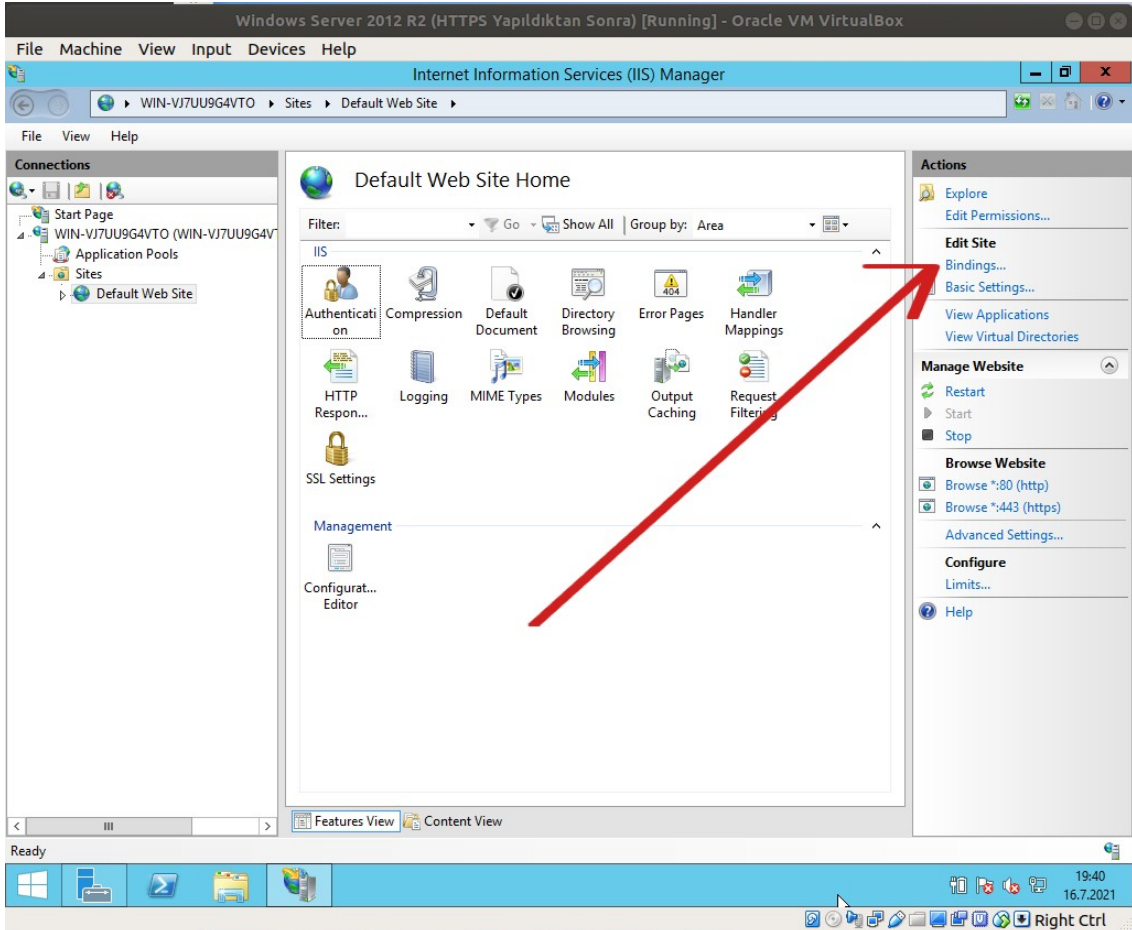 Windows Server 2012 R2 (HTTPS Yapıldıktan Sonra) [Running] - Oracle VM VirtualBox
File Machine View Input Devices Help
Internet Information Services (IIS) Manager
WIN-VJ7UU9G4VTO Sites Default Web Site
File View Help
Connections
Start Page
WIN-VJ7UU9G4VTO (WIN-VJ7UU9G4V
Application Pools
Sites
Default Web Site
Default Web Site Home
Filter: Go Show All Group by: Area
IIS
Authenticati
on
Compression
Default
Document
Directory
Browsing
404
Error Pages
Handler
Mappings
HTTP
Respon...
Logging
MIME Types
Modules
Output
Caching
Request
Filtering
SSL Settings
Management
Configurat...
Editor
Features View Content View
Actions
Explore
Edit Permissions...
Edit Site
Bindings...
Basic Settings...
View Applications
View Virtual Directories
Manage Website
Restart
Start
Stop
Browse Website
Browse *:80 (http)
Browse *:443 (https)
Advanced Settings...
Configure
Limits...
Help
Ready
19:40
16.7.2021
Right Ctrl